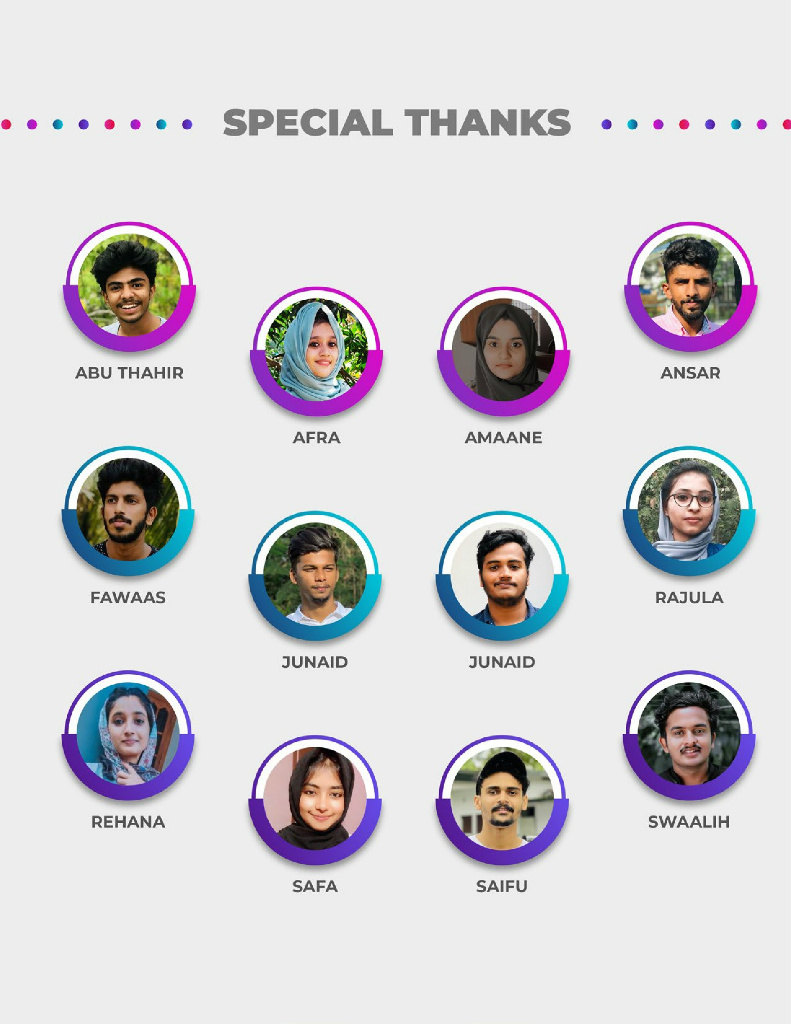 SPECIAL THANKS
ABU THAHIR
AFRA
AMAANE
ANSAR
FAWAAS
JUNAID
JUNAID
RAJULA
REHANA
SAFA
SAIFU
SWAALIH